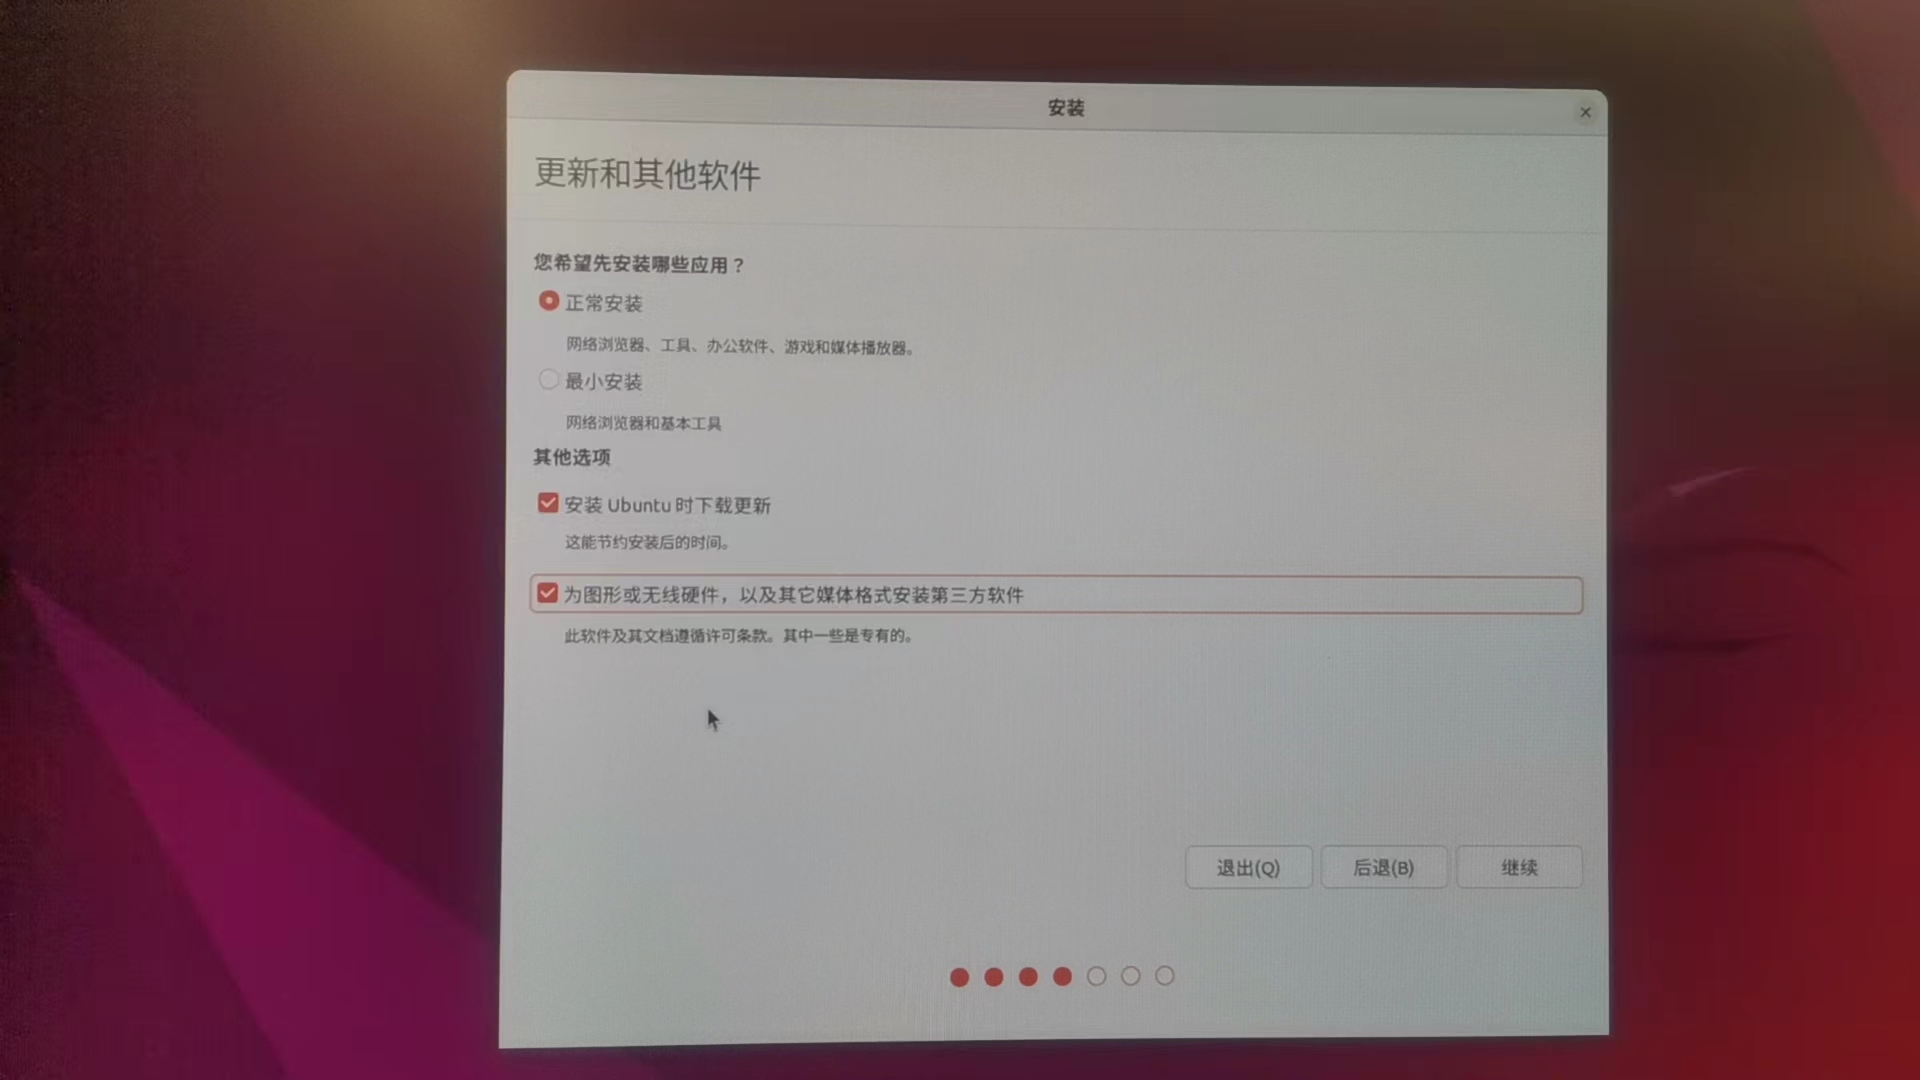 安装
更新和其他软件
您希望先安装哪些应用？
正常安装
网络浏览器、工具、办公软件、游戏和媒体播放器。
最小安装
网络浏览器和基本工具
其他选项
安装 Ubuntu 时下载更新
这能节约安装后的时间。
为图形或无线硬件，以及其它媒体格式安装第三方软件
此软件及其文档遵循许可条款。其中一些是专有的。
退出(Q) 后退(B) 继续